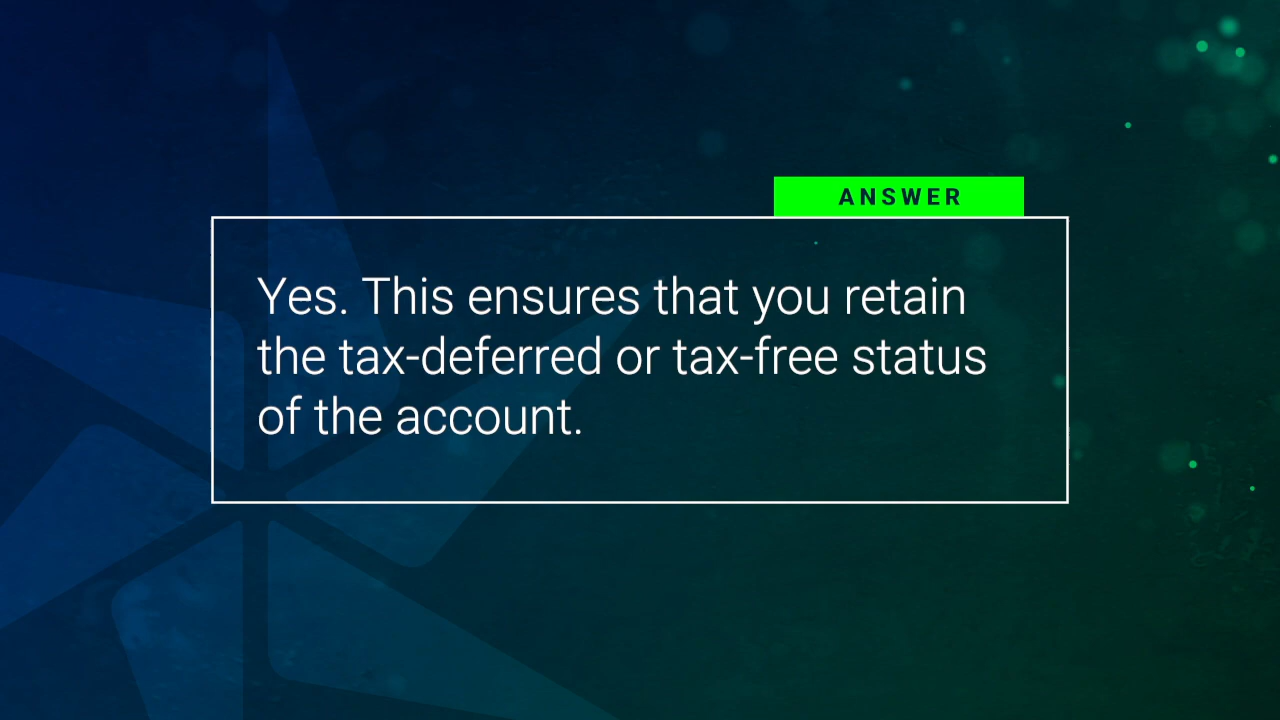 ANSWER
Yes. This ensures that you retain
the tax-deferred or tax-free status
of the account.